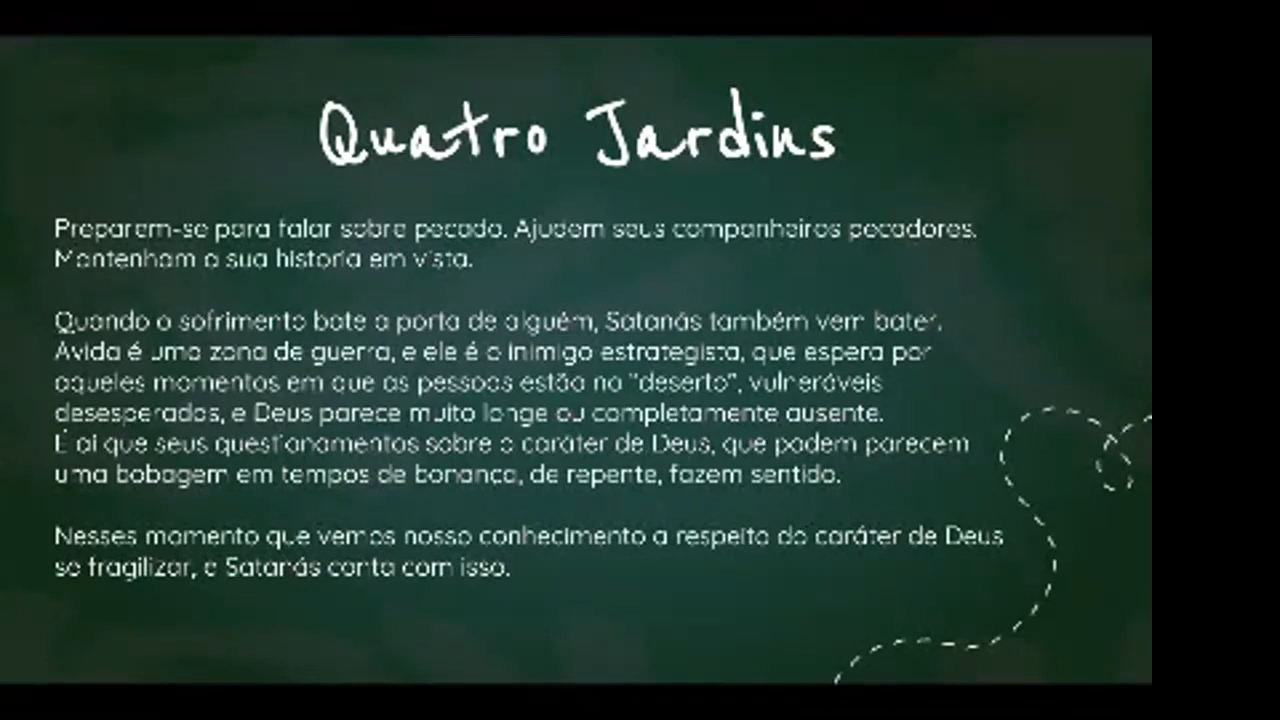 Quatro Jardins
Preparem-se para falar sobre pecado. Ajudem seus companheiros pecadores.
Mantenham a sua historia em vista.
Quando o sofrimento bate a porta de alguém, Satanás também vem bater.
Avida é uma zona de guerra, e ele é o inimigo estrategista, que espera por
aqueles momentos em que as pessoas estão no "deserto", vulneráveis
desesperadas, e Deus parece muito longe ou completamente ausente.
É ai que seus questionamentos sobre o caráter de Deus, que podem parecem
uma bobagem em tempos de bonanca, de repente, fazem sentido.
Nesses momento que vemos nosso conhecimento a respeito do caráter de Deus
se fragilizar, e Satanás conta com isso.